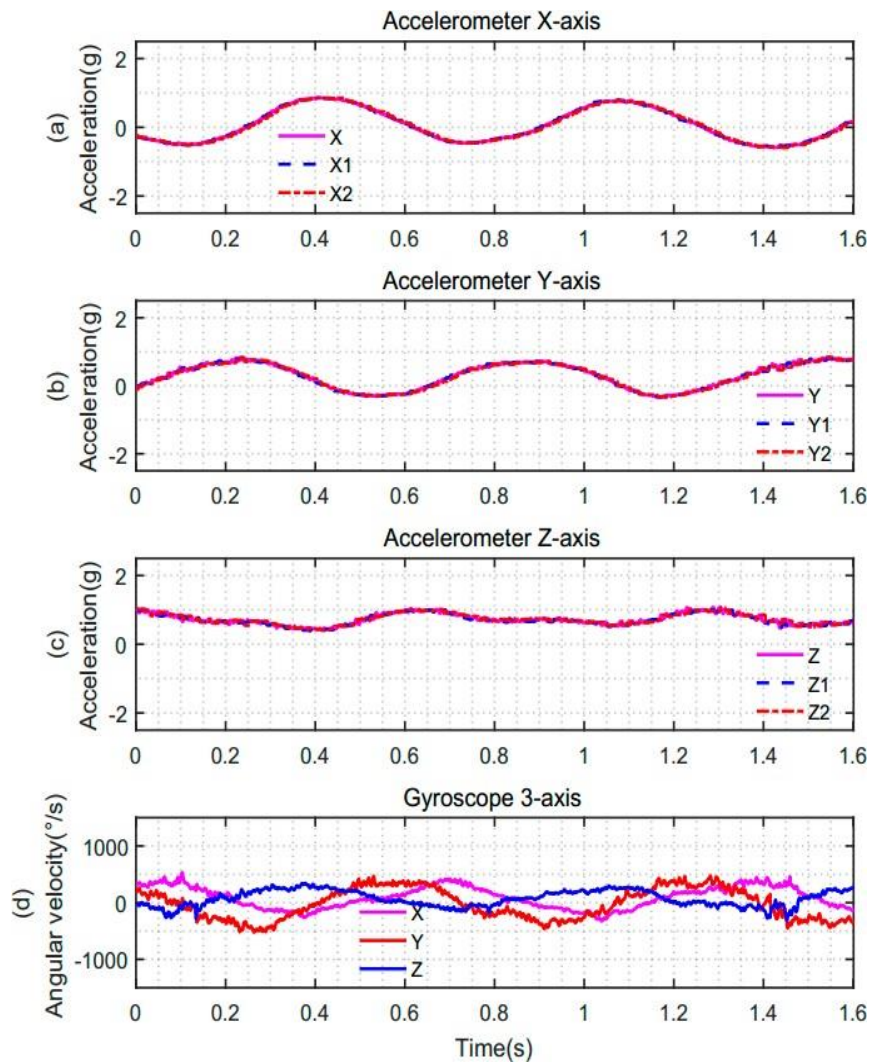 Accelerometer X-axis
(a)
Acceleration(g)
2
0
-2
X
X1
X2
0 0.2 0.4 0.6 0.8 1 1.2 1.4 1.6
Accelerometer Y-axis
(b)
Acceleration(g)
2
0
-2
Y
Y1
Y2
0 0.2 0.4 0.6 0.8 1 1.2 1.4 1.6
Accelerometer Z-axis
(c)
Acceleration(g)
2
0
-2
Z
Z1
Z2
0 0.2 0.4 0.6 0.8 1 1.2 1.4 1.6
Gyroscope 3-axis
(d)
Angular velocity(°/s)
1000
0
-1000
X
Y
Z
0 0.2 0.4 0.6 0.8 1 1.2 1.4 1.6
Time(s)